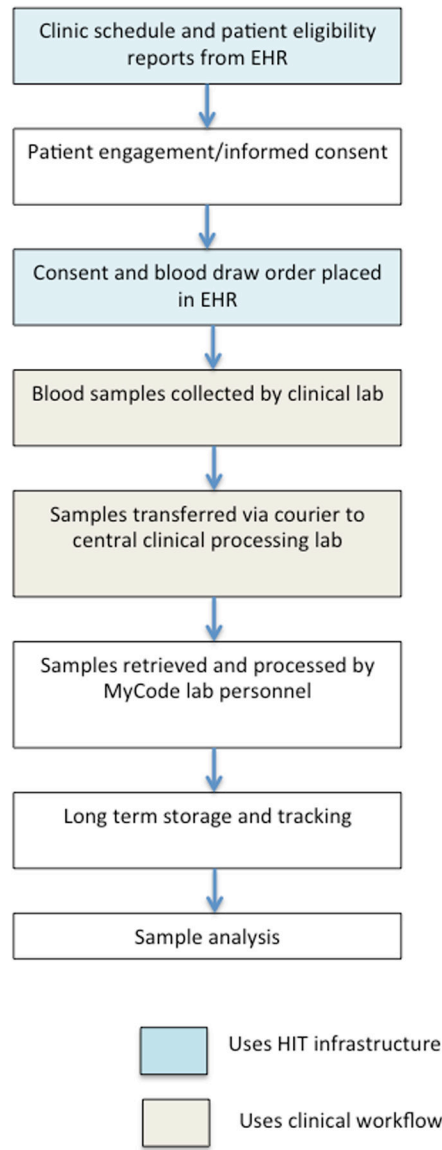 Clinic schedule and patient eligibility
reports from EHR
Patient engagement/informed consent
Consent and blood draw order placed
in EHR
Blood samples collected by clinical lab
Samples transferred via courier to
central clinical processing lab
Samples retrieved and processed by
MyCode lab personnel
Long term storage and tracking
Sample analysis
Uses HIT infrastructure
Uses clinical workflow